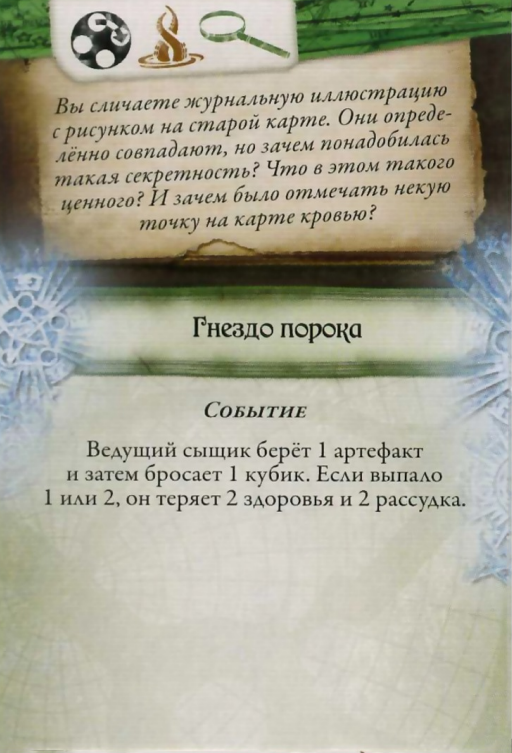 Вы сличаете журнальную иллюстрацию
с рисунком на старой карте. Они опреде-
лённо совпадают, но зачем понадобилась
такая секретность? Что в этом такого
ценного? И зачем было отмечать некую
точку на карте кровью?
Гнездо порока
Событие
Ведущий сыщик берёт 1 артефакт
и затем бросает 1 кубик. Если выпало
1 или 2, он теряет 2 здоровья и 2 рассудка.